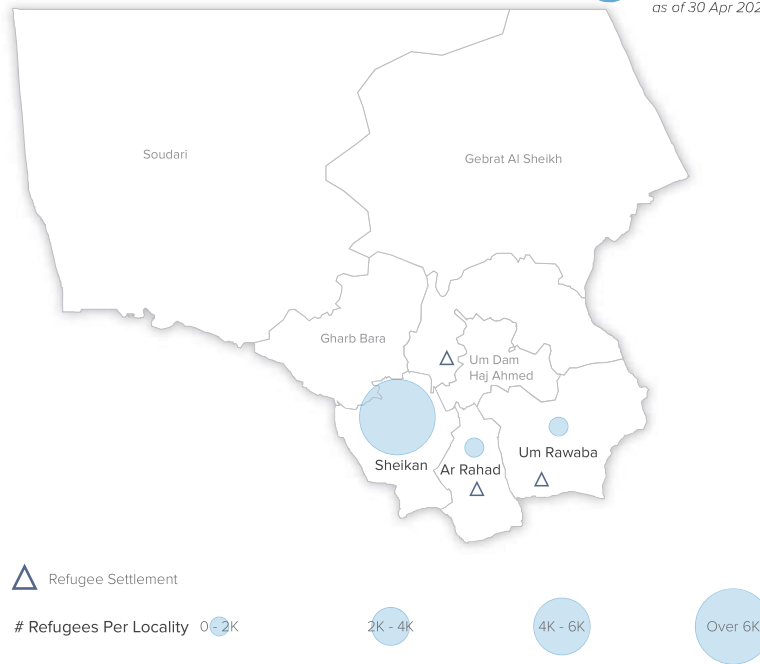 as of 30 Apr 202
Soudari
Gebrat Al Sheikh
Gharb Bara
Um Dam
Haj Ahmed
Um Rawaba
Sheikan
Ar Rahad
Refugee Settlement
# Refugees Per Locality 0 - 2K 2K - 4K 4K - 6K Over 6K